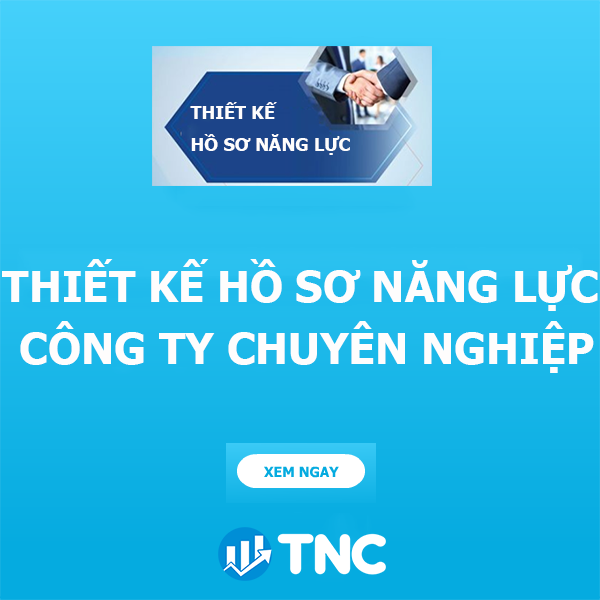 THIẾT KẾ
HỒ SƠ NĂNG LỰC
THIẾT KẾ HỒ SƠ NĂNG LỰC
CÔNG TY CHUYÊN NGHIỆP
XEM NGAY
TNC